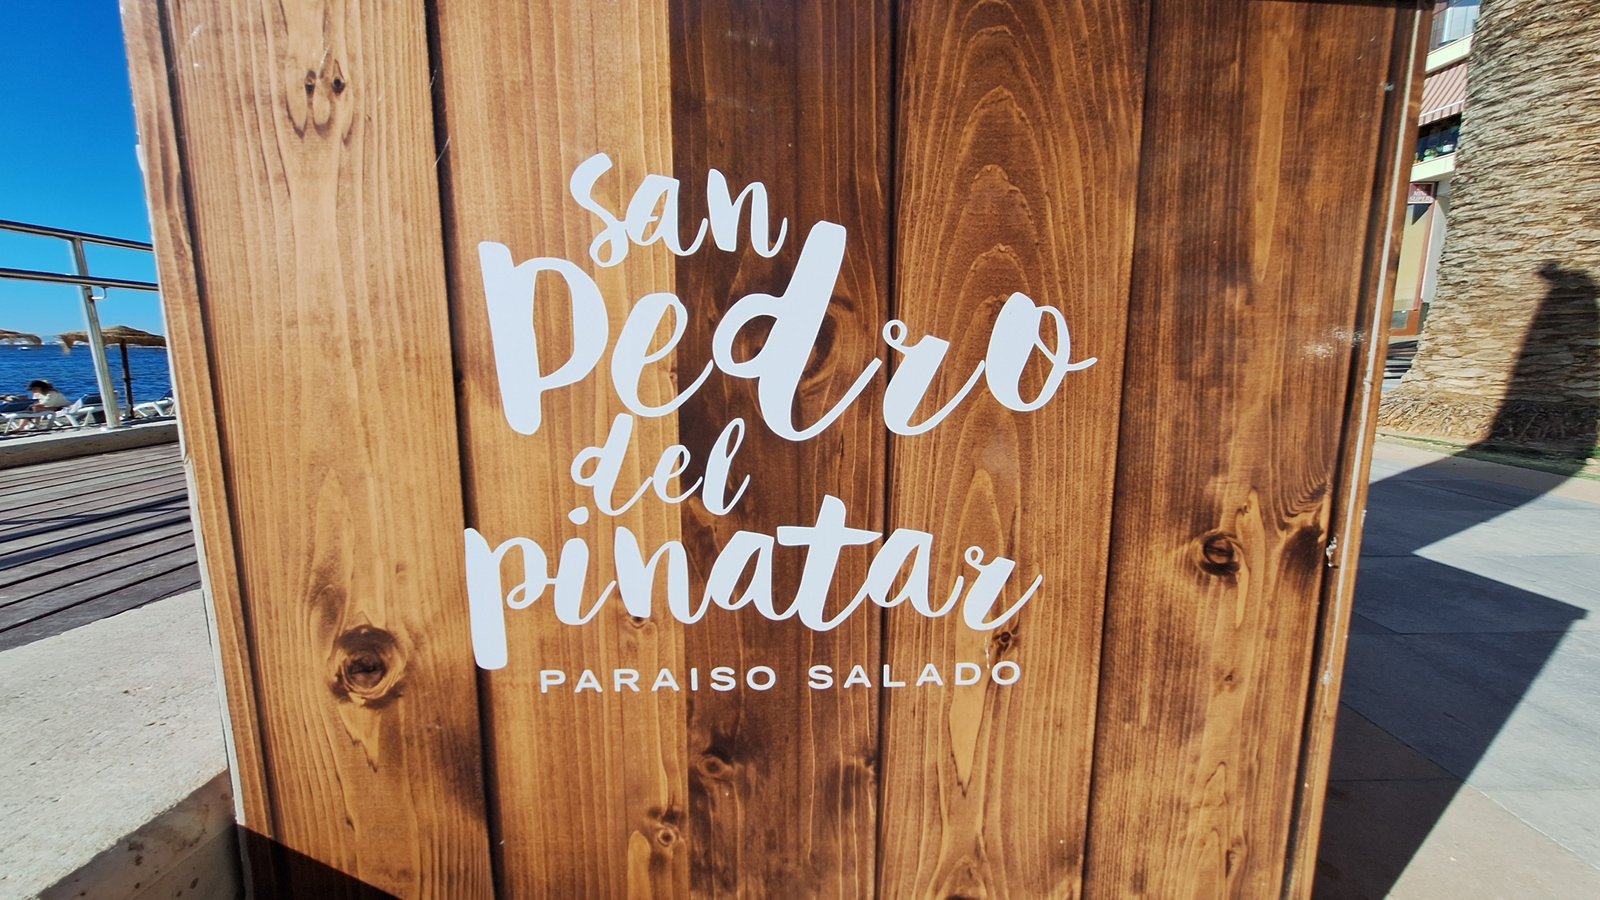 san
Pedro
del
pinatar
PARAISO SALADO